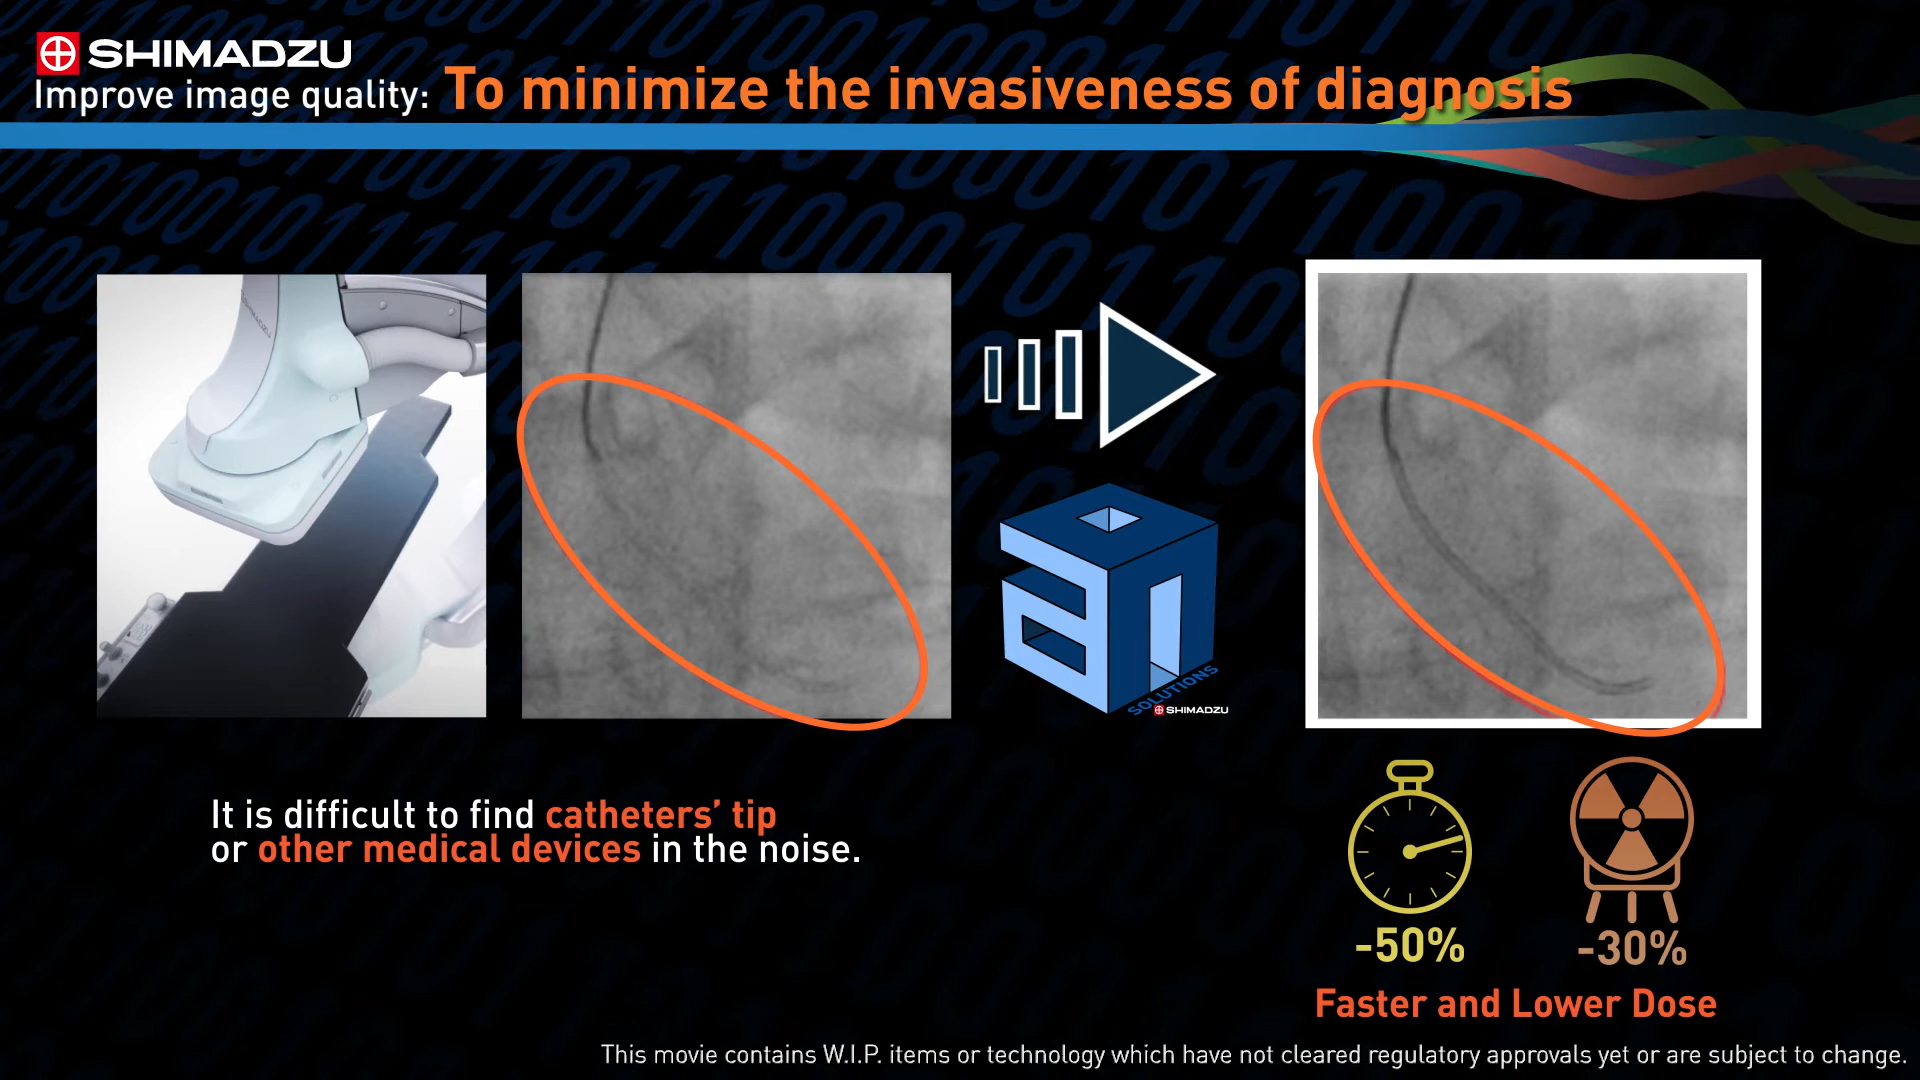 SHIMADZU
Improve image quality: To minimize the invasiveness of diagnosis
ai
SOLUTIONS
SHIMADZU
It is difficult to find catheters’ tip
or other medical devices in the noise.
-50%
-30%
Faster and Lower Dose
This movie contains W.I.P. items or technology which have not cleared regulatory approvals yet or are subject to change.